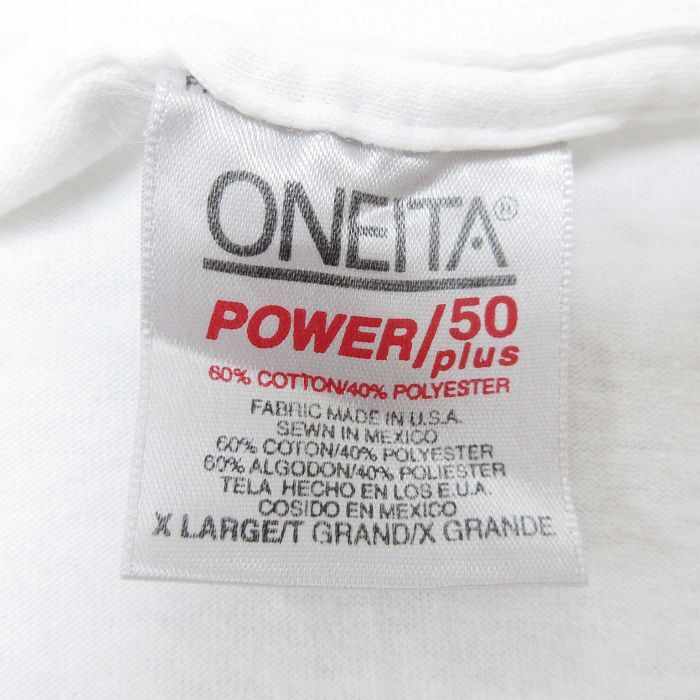 ONEITA®
POWER/50 plus
60% COTTON/40% POLYESTER
FABRIC MADE IN U.S.A.
SEWN IN MEXICO
60% COTON/40% POLYESTER
60% ALGODON/40% POLIESTER
TELA HECHO EN LOS E.U.A.
COSIDO EN MEXICO
X LARGE/T GRAND/X GRANDE